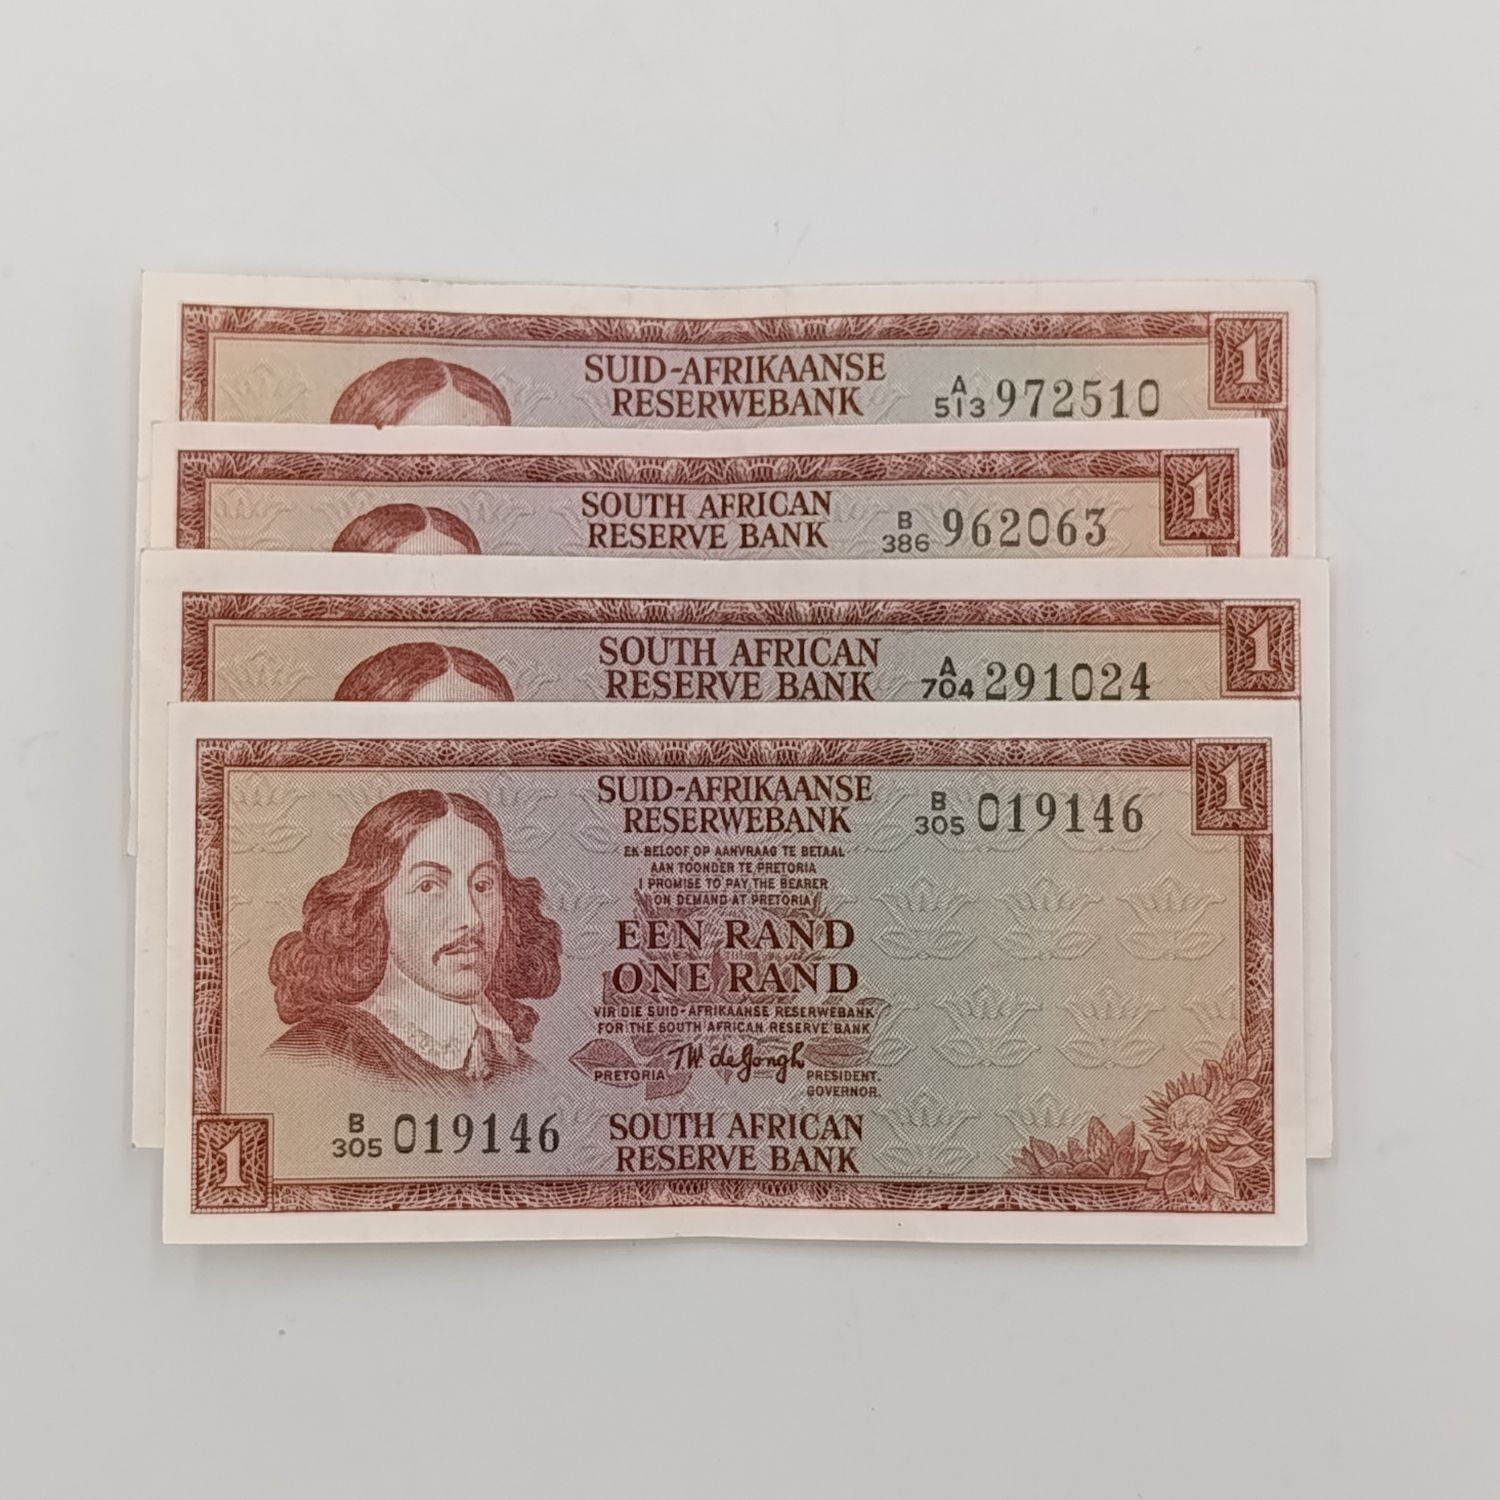 1
SUID-AFRIKAANSE
RESERWEBANK
A
513 972510
1
SOUTH AFRICAN
RESERVE BANK
B
386 962063
1
SOUTH AFRICAN
RESERVE BANK
A
704 291024
1
SUID-AFRIKAANSE
RESERWEBANK
B
305 019146
EK BELOOF OP AANVRAAG TE BETAAL
AAN TOONDER TE PRETORIA
I PROMISE TO PAY THE BEARER
ON DEMAND AT PRETORIA
EEN RAND
ONE RAND
VIR DIE SUID-AFRIKAANSE RESERWEBANK
FOR THE SOUTH AFRICAN RESERVE BANK
T.W. de Jongh
PRETORIA PRESIDENT.
GOVERNOR.
B
305 019146
SOUTH AFRICAN
RESERVE BANK
1